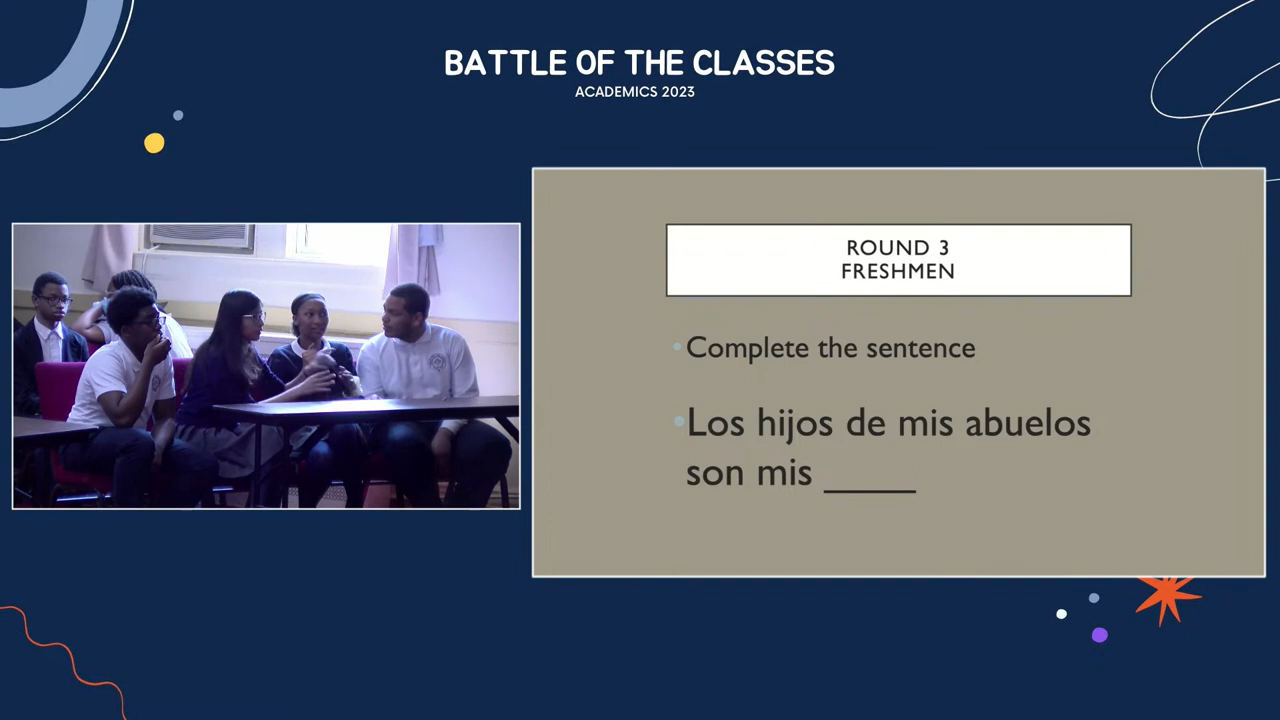 BATTLE OF THE CLASSES
ACADEMICS 2023
ROUND 3
FRESHMEN
Complete the sentence
Los hijos de mis abuelos
son mis _____